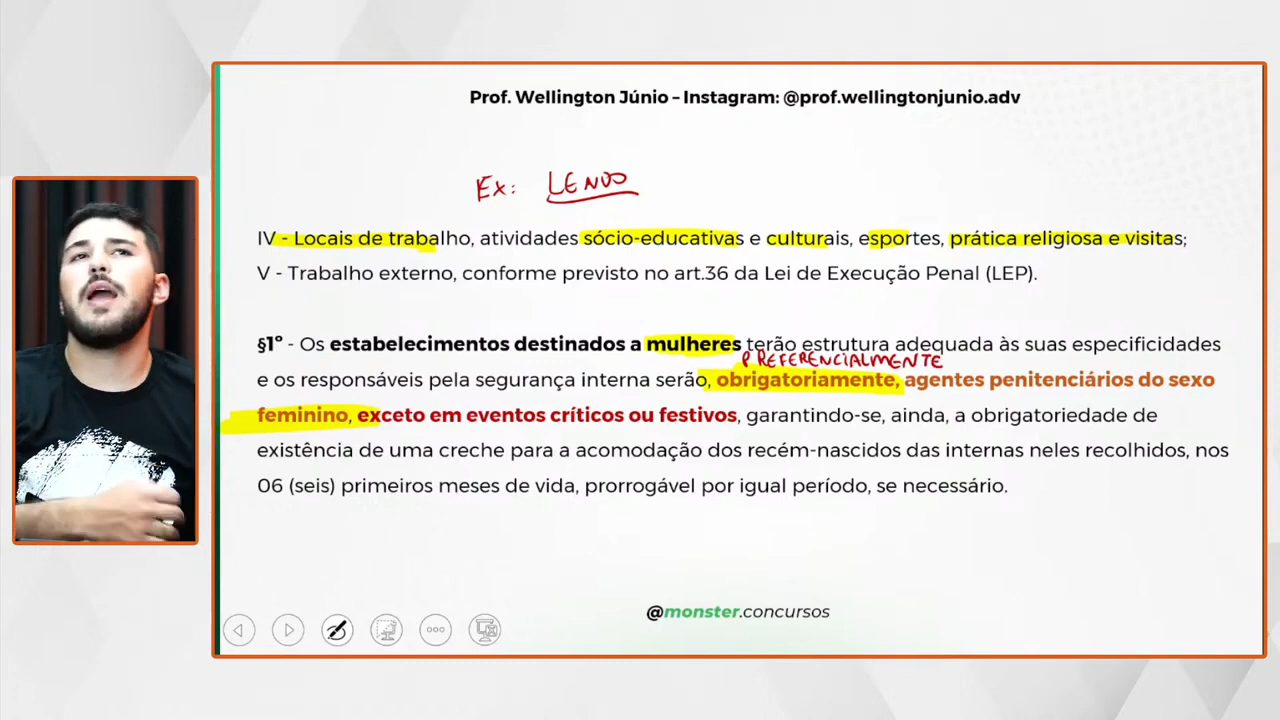 Prof. Wellington Júnio – Instagram: @prof.wellingtonjunio.adv
Ex: LENDO
IV - Locais de trabalho, atividades sócio-educativas e culturais, esportes, prática religiosa e visitas;
V - Trabalho externo, conforme previsto no art.36 da Lei de Execução Penal (LEP).
§1º - Os estabelecimentos destinados a mulheres terão estrutura adequada às suas especificidades
PREFERENCIALMENTE
e os responsáveis pela segurança interna serão, obrigatoriamente, agentes penitenciários do sexo
feminino, exceto em eventos críticos ou festivos, garantindo-se, ainda, a obrigatoriedade de
existência de uma creche para a acomodação dos recém-nascidos das internas neles recolhidos, nos
06 (seis) primeiros meses de vida, prorrogável por igual período, se necessário.
@monster.concursos